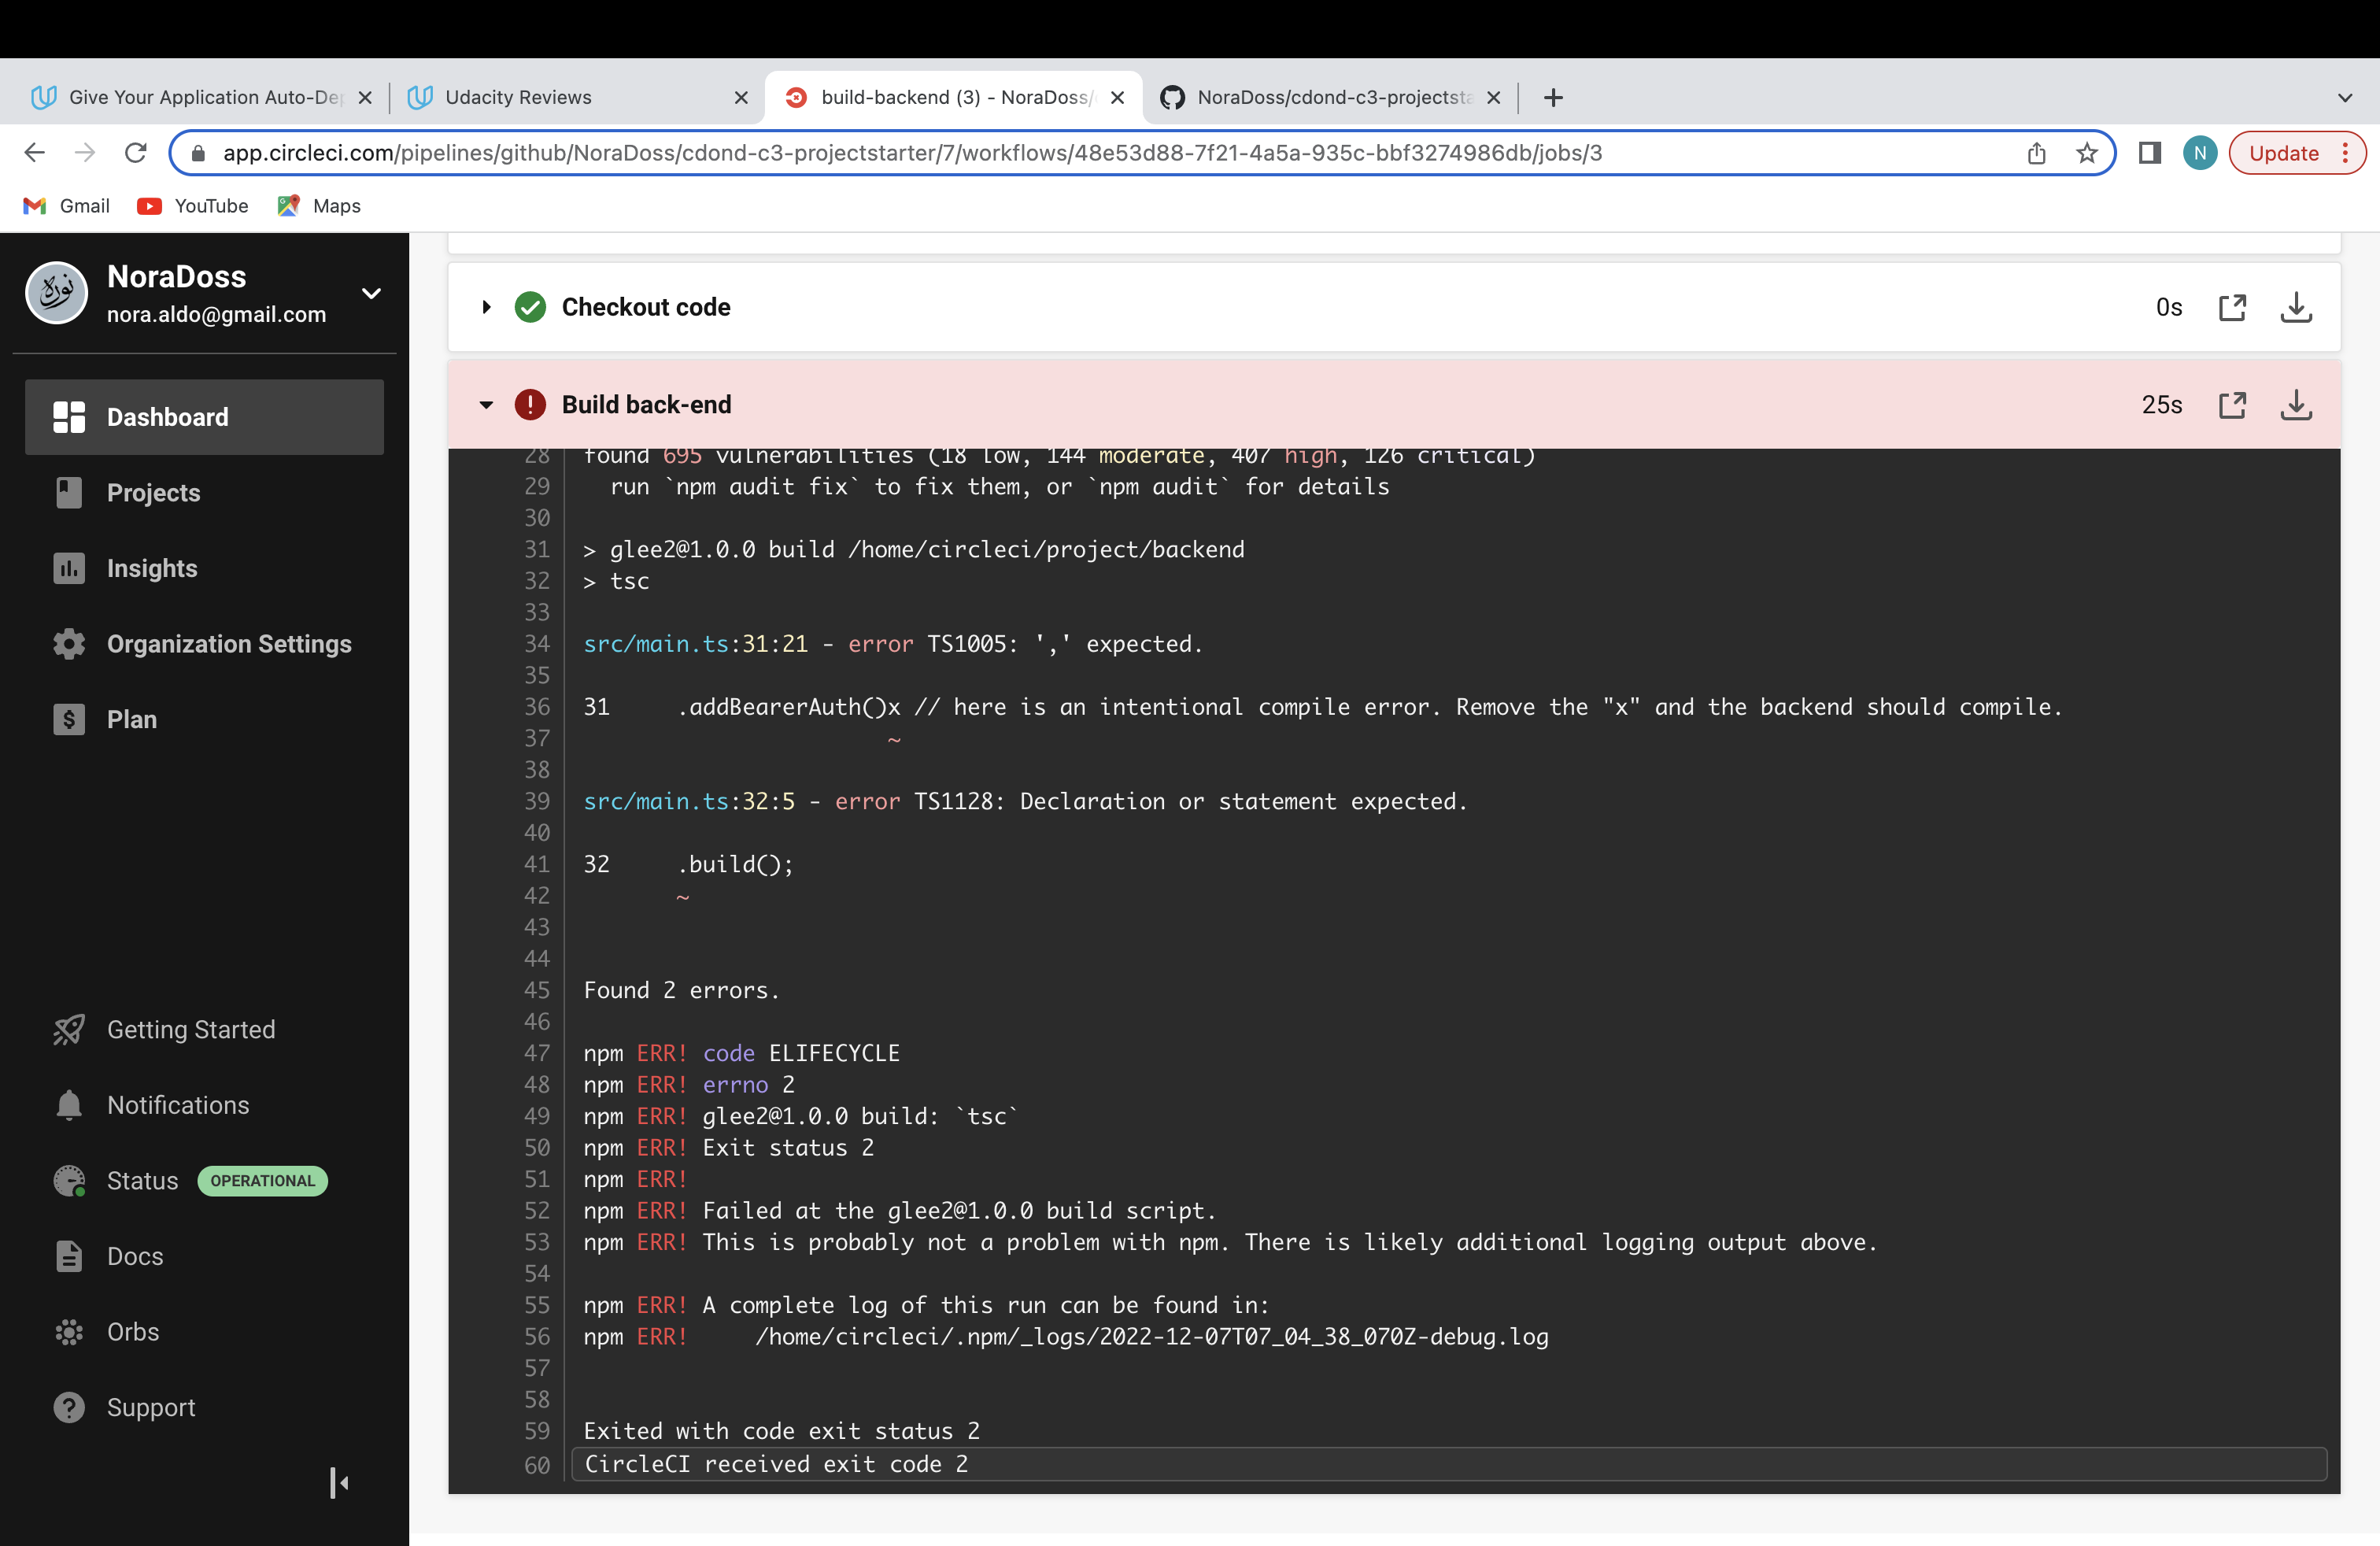 Give Your Application Auto-Dep
Udacity Reviews
build-backend (3) - NoraDoss/
NoraDoss/cdond-c3-projectsta
app.circleci.com/pipelines/github/NoraDoss/cdond-c3-projectstarter/7/workflows/48e53d88-7f21-4a5a-935c-bbf3274986db/jobs/3
N
Update
Gmail
YouTube
Maps
نورة
NoraDoss
nora.aldo@gmail.com
Dashboard
Projects
Insights
Organization Settings
Plan
Getting Started
Notifications
Status OPERATIONAL
Docs
Orbs
Support
Checkout code 0s
Build back-end 25s
28 found 695 vulnerabilities (18 low, 144 moderate, 407 high, 126 critical)
29 run `npm audit fix` to fix them, or `npm audit` for details
30
31 > glee2@1.0.0 build /home/circleci/project/backend
32 > tsc
33
34 src/main.ts:31:21 - error TS1005: ',' expected.
35
36 31 .addBearerAuth()x // here is an intentional compile error. Remove the "x" and the backend should compile.
37 ~
38
39 src/main.ts:32:5 - error TS1128: Declaration or statement expected.
40
41 32 .build();
42 ~
43
44
45 Found 2 errors.
46
47 npm ERR! code ELIFECYCLE
48 npm ERR! errno 2
49 npm ERR! glee2@1.0.0 build: `tsc`
50 npm ERR! Exit status 2
51 npm ERR!
52 npm ERR! Failed at the glee2@1.0.0 build script.
53 npm ERR! This is probably not a problem with npm. There is likely additional logging output above.
54
55 npm ERR! A complete log of this run can be found in:
56 npm ERR! /home/circleci/.npm/_logs/2022-12-07T07_04_38_070Z-debug.log
57
58
59 Exited with code exit status 2
60 CircleCI received exit code 2